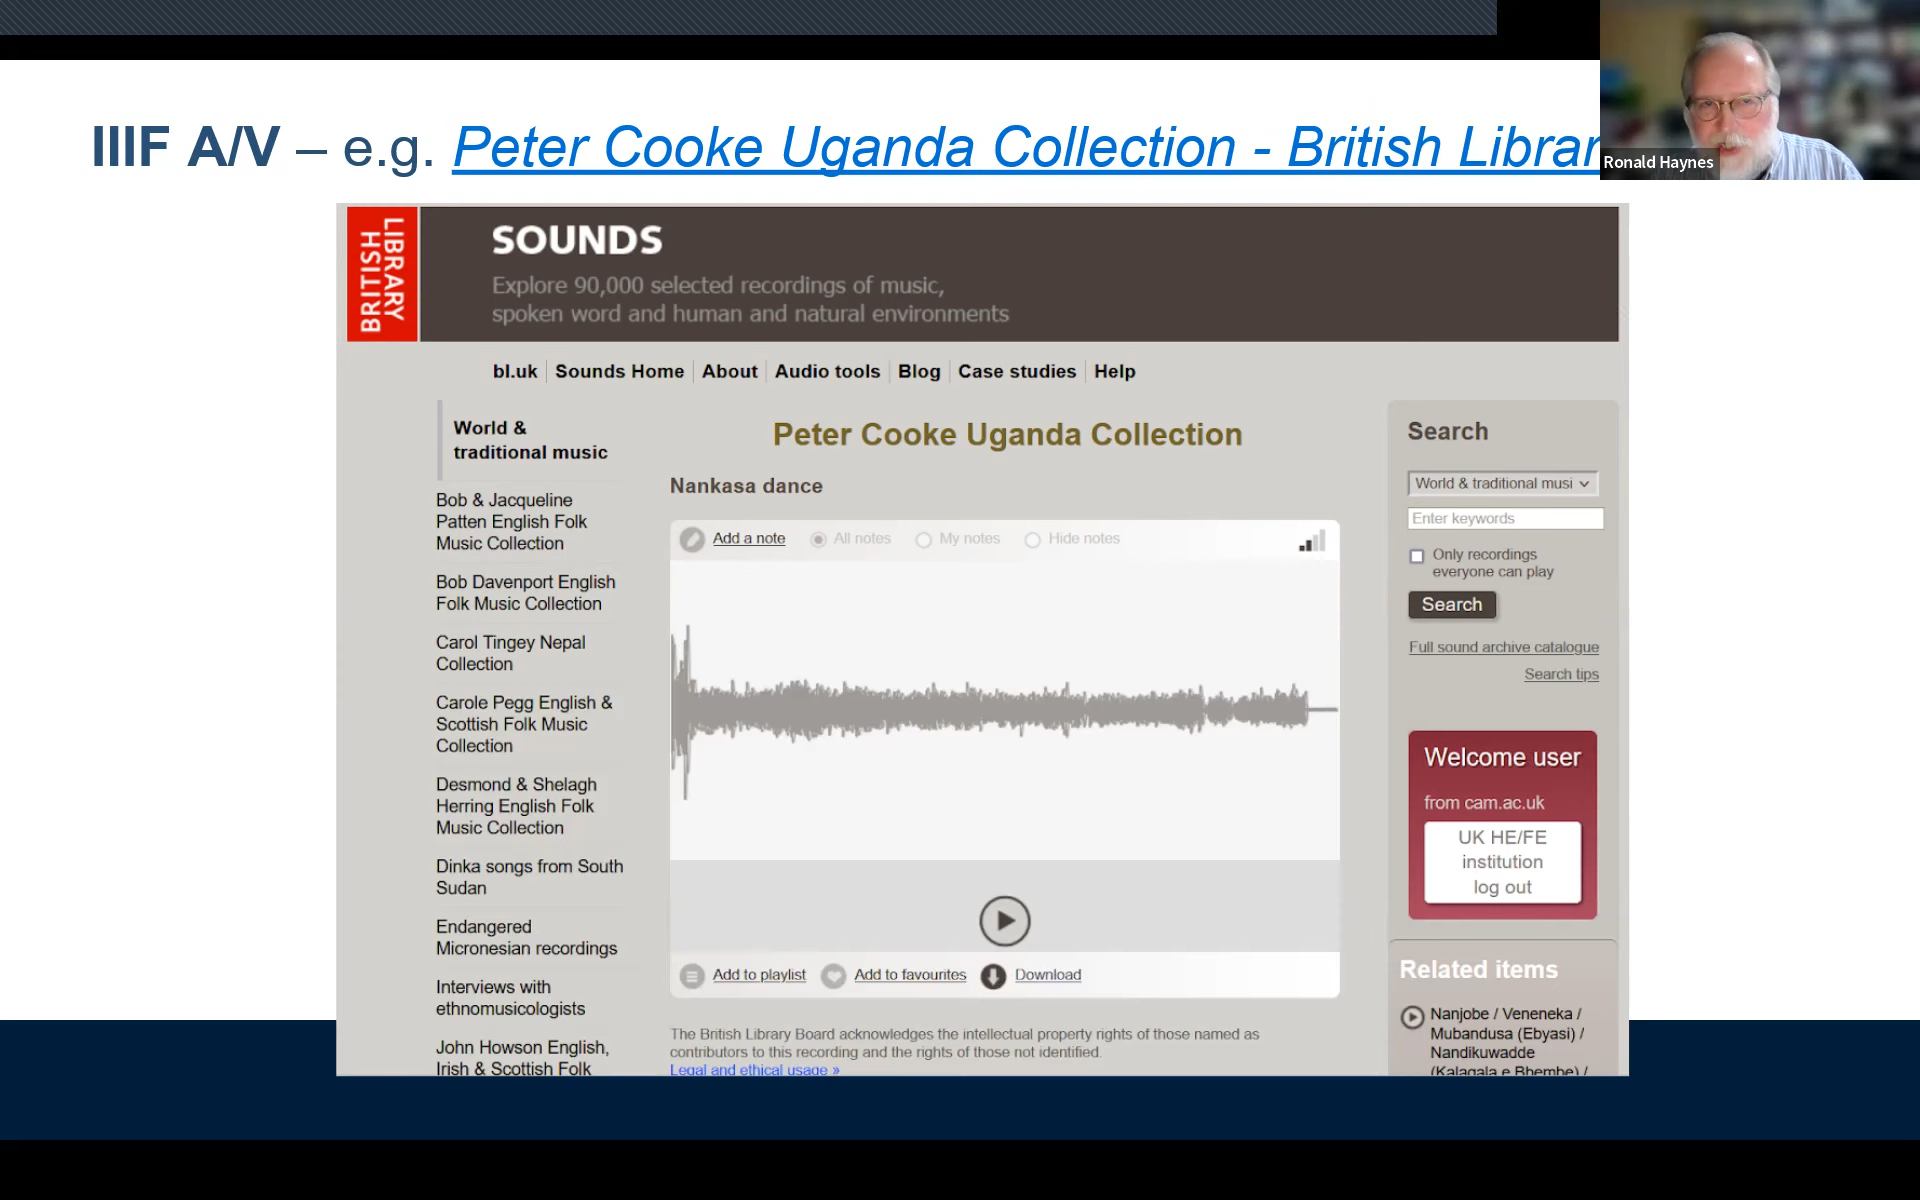 IIIF A/V – e.g. Peter Cooke Uganda Collection - British Librar
Ronald Haynes
BRITISH
LIBRARY
SOUNDS
Explore 90,000 selected recordings of music,
spoken word and human and natural environments
bl.uk
Sounds Home
About
Audio tools
Blog
Case studies
Help
World &
traditional music
Bob & Jacqueline
Patten English Folk
Music Collection
Bob Davenport English
Folk Music Collection
Carol Tingey Nepal
Collection
Carole Pegg English &
Scottish Folk Music
Collection
Desmond & Shelagh
Herring English Folk
Music Collection
Dinka songs from South
Sudan
Endangered
Micronesian recordings
Interviews with
ethnomusicologists
John Howson English,
Irish & Scottish Folk
Peter Cooke Uganda Collection
Nankasa dance
Add a note
All notes
My notes
Hide notes
Add to playlist
Add to favourites
Download
The British Library Board acknowledges the intellectual property rights of those named as
contributors to this recording and the rights of those not identified.
Legal and ethical usage »
Search
World & traditional musi
Enter keywords
Only recordings
everyone can play
Search
Full sound archive catalogue
Search tips
Welcome user
from cam.ac.uk
UK HE/FE
institution
log out
Related items
Nanjobe / Veneneka /
Mubandusa (Ebyasi) /
Nandikuwadde
(Kalagala e Bbembe) /